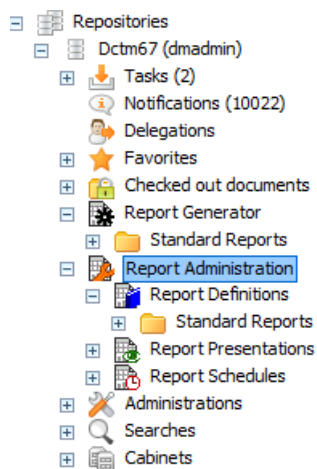 Repositories
Dctm67 (dmadmin)
Tasks (2)
Notifications (10022)
Delegations
Favorites
Checked out documents
Report Generator
Standard Reports
Report Administration
Report Definitions
Standard Reports
Report Presentations
Report Schedules
Administrations
Searches
Cabinets